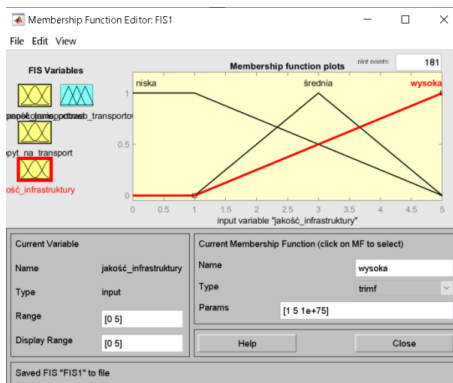 Membership Function Editor: FIS1
File Edit View
FIS Variables
Membership function plots
plot points:
181
niska
średnia
wysoka
1
0.5
0
0 0.5 1 1.5 2 2.5 3 3.5 4 4.5 5
input variable "jakość_infrastruktury"
pyt_na_transport
ość_infrastruktury
Current Variable
Name jakość_infrastruktury
Type input
Range [0 5]
Display Range [0 5]
Current Membership Function (click on MF to select)
Name wysoka
Type trimf
Params [1 5 1e+75]
Help Close
Saved FIS "FIS1" to file